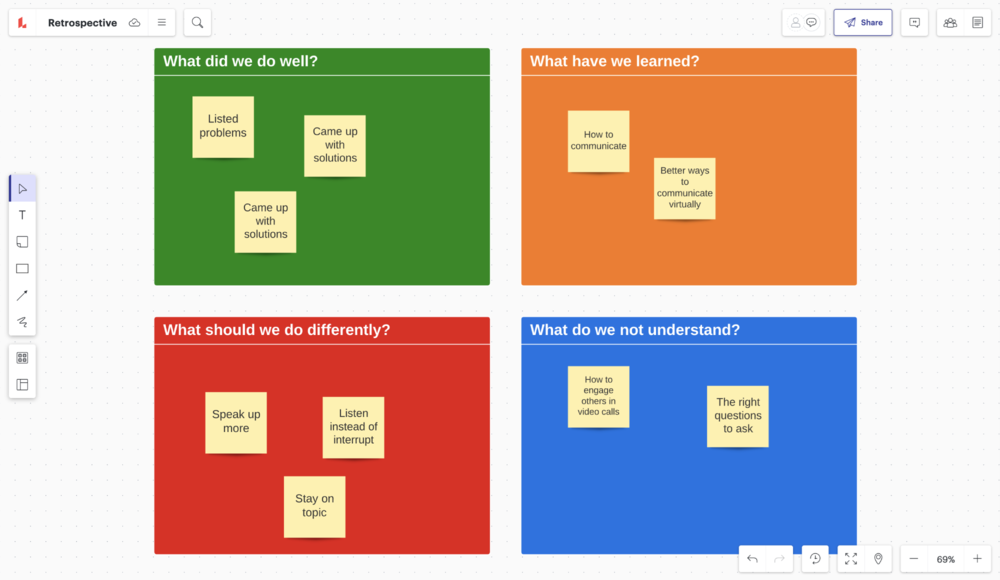 Retrospective
Share
What did we do well?
Listed
problems
Came up
with
solutions
Came up
with
solutions
What have we learned?
How to
communicate
Better ways
to
communicate
virtually
What should we do differently?
Speak up
more
Listen
instead of
interrupt
Stay on
topic
What do we not understand?
How to
engage
others in
video calls
The right
questions
to ask
T
69%